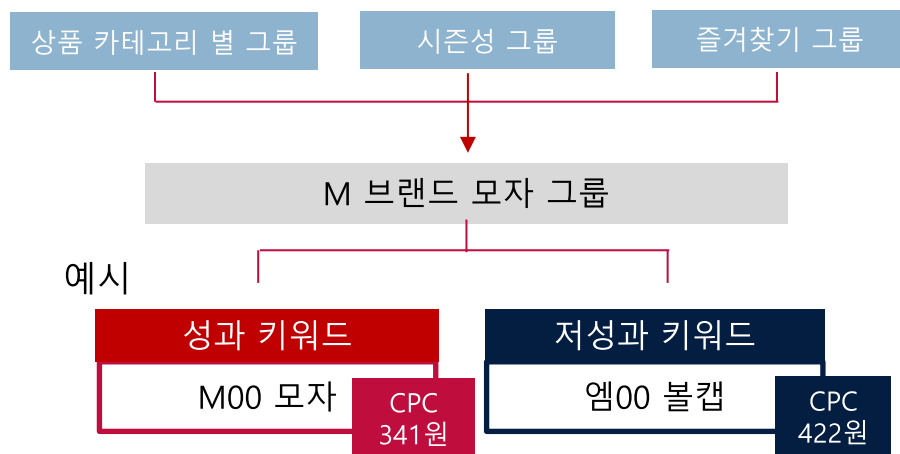 상품 카테고리 별 그룹
시즌성 그룹
즐겨찾기 그룹
M 브랜드 모자 그룹
예시
성과 키워드
저성과 키워드
M00 모자
엠00 볼캡
CPC
341원
CPC
422원